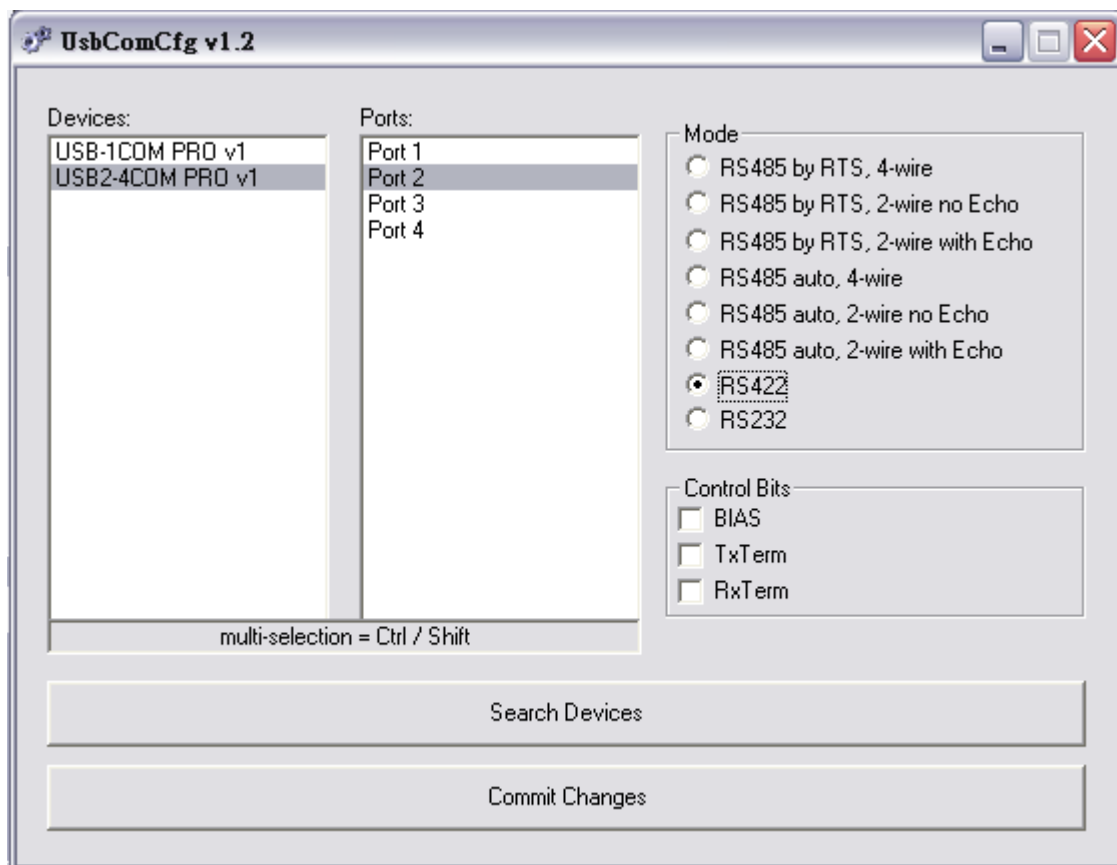 UsbComCfg v1.2
Devices:
USB-1COM PRO v1
USB2-4COM PRO v1
Ports:
Port 1
Port 2
Port 3
Port 4
multi-selection = Ctrl / Shift
Mode
RS485 by RTS, 4-wire
RS485 by RTS, 2-wire no Echo
RS485 by RTS, 2-wire with Echo
RS485 auto, 4-wire
RS485 auto, 2-wire no Echo
RS485 auto, 2-wire with Echo
RS422
RS232
Control Bits
BIAS
TxTerm
RxTerm
Search Devices
Commit Changes